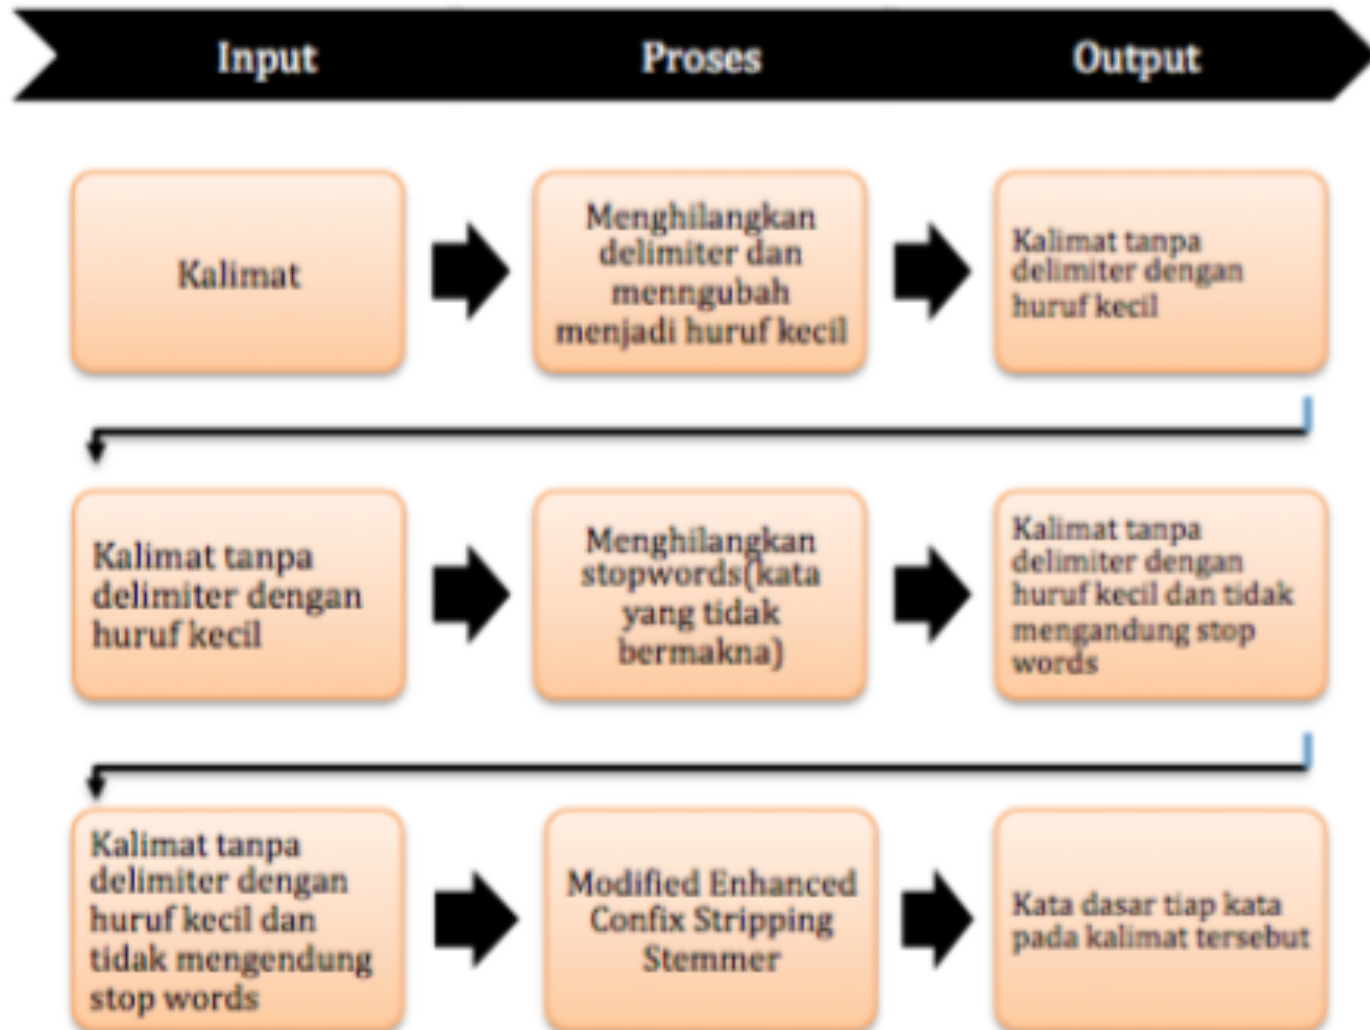 Input
Proses
Output
Kalimat
Menghilangkan
delimiter dan
menngubah
menjadi huruf kecil
Kalimat tanpa
delimiter dengan
huruf kecil
Kalimat tanpa
delimiter dengan
huruf kecil
Menghilangkan
stopwords(kata
yang tidak
bermakna)
Kalimat tanpa
delimiter dengan
huruf kecil dan tidak
mengandung stop
words
Kalimat tanpa
delimiter dengan
huruf kecil dan
tidak mengendung
stop words
Modified Enhanced
Confix Stripping
Stemmer
Kata dasar tiap kata
pada kalimat tersebut